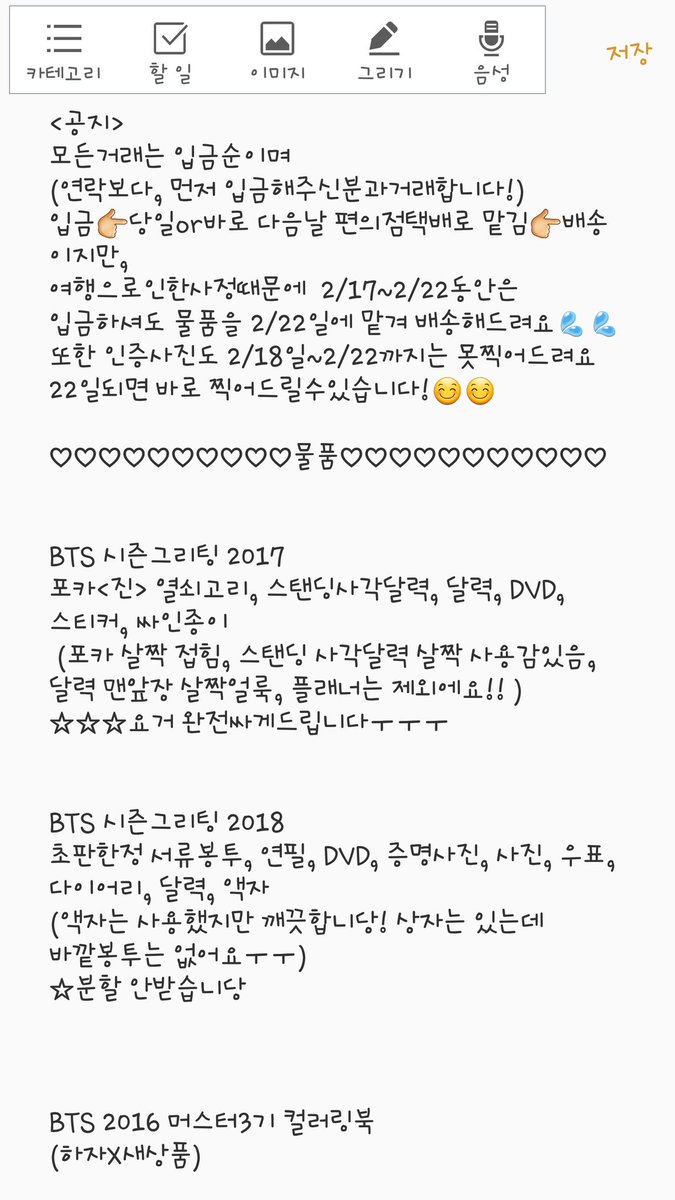 카테고리 할 일 이미지 그리기 음성 저장
<공지>
모든거래는 입금순이며
(연락보다, 먼저 입금해주신분과거래합니다!)
입금👉당일or바로 다음날 편의점택배로 맡김👉배송
이지만,
여행으로인한사정때문에 2/17~2/22동안은
입금하셔도 물품을 2/22일에 맡겨 배송해드려요💦💦
또한 인증사진도 2/18일~2/22까지는 못찍어드려요
22일되면 바로 찍어드릴수있습니다!😊😊
♡♡♡♡♡♡♡♡♡♡물품♡♡♡♡♡♡♡♡♡♡♡
BTS 시즌그리팅 2017
포카<진> 열쇠고리, 스탠딩사각달력, 달력, DVD,
스티커, 싸인종이
(포카 살짝 접힘, 스탠딩 사각달력 살짝 사용감있음,
달력 맨앞장 살짝얼룩, 플래너는 제외에요!! )
☆☆☆요거 완전싸게드립니다ㅜㅜㅜ
BTS 시즌그리팅 2018
초판한정 서류봉투, 연필, DVD, 증명사진, 사진, 우표,
다이어리, 달력, 액자
(액자는 사용했지만 깨끗합니당! 상자는 있는데
바깥봉투는 없어요ㅜㅜ)
☆분할 안받습니당
BTS 2016 머스터3기 컬러링북
(하자X새상품)